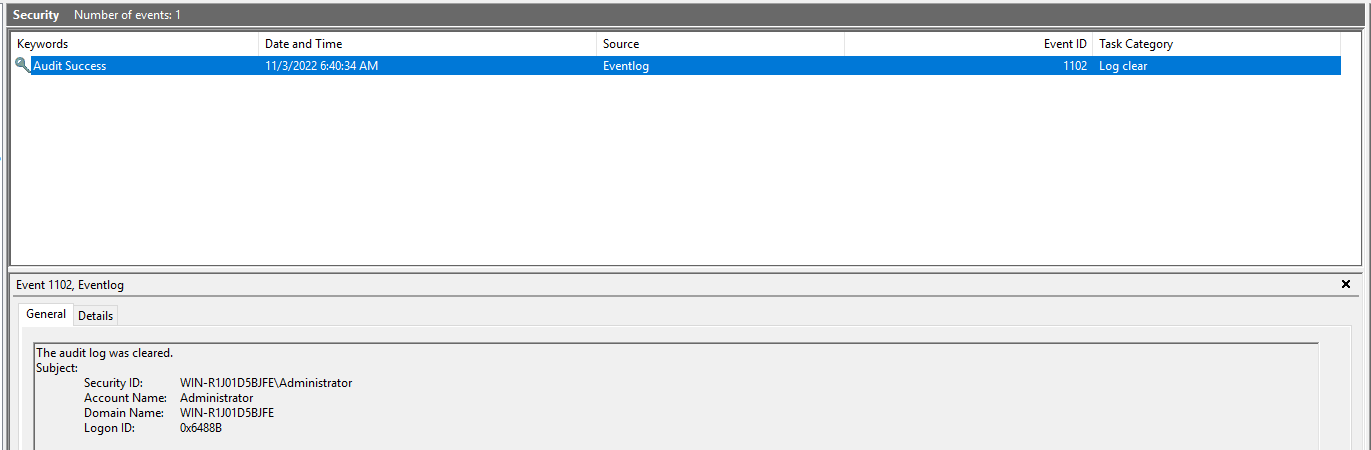 Security Number of events: 1
Keywords Date and Time Source Event ID Task Category
Audit Success 11/3/2022 6:40:34 AM Eventlog 1102 Log clear
Event 1102, Eventlog
General Details
The audit log was cleared.
Subject:
Security ID: WIN-R1J01D5BJFE\Administrator
Account Name: Administrator
Domain Name: WIN-R1J01D5BJFE
Logon ID: 0x6488B